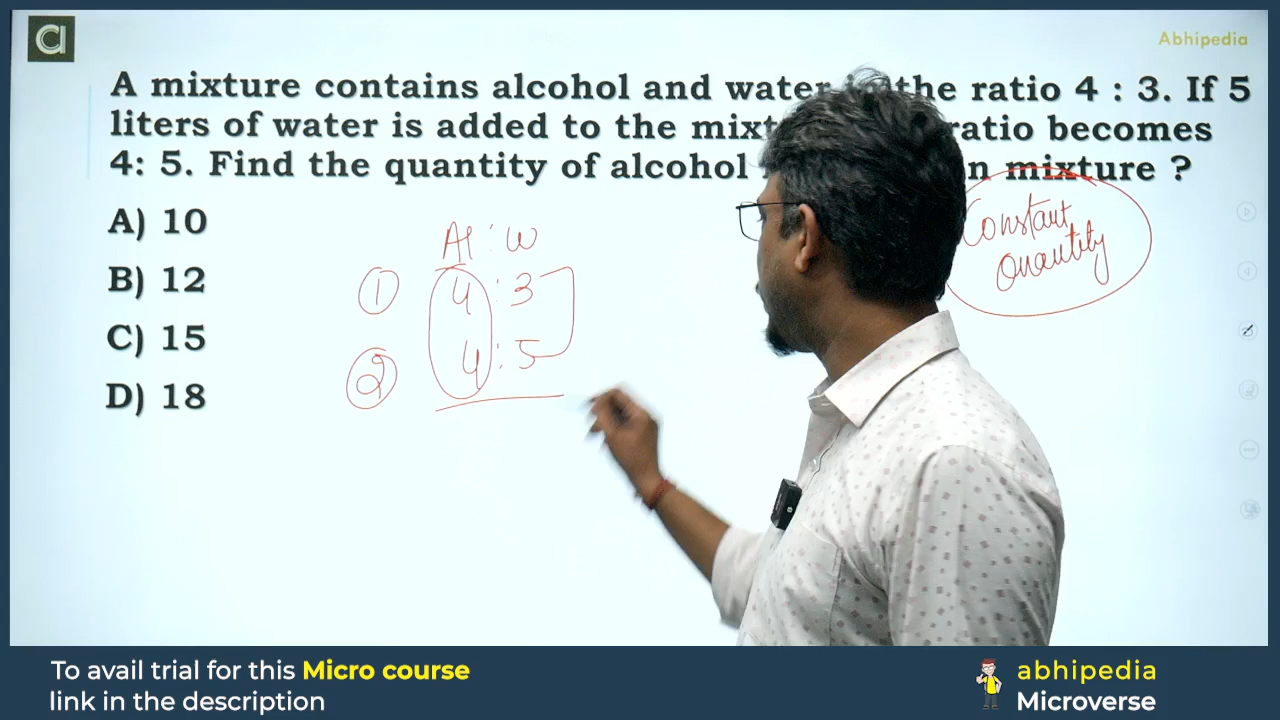 a
Abhipedia
A mixture contains alcohol and water the ratio 4 : 3. If 5
liters of water is added to the ratio becomes
4: 5. Find the quantity of alcohol mixture ?
A) 10
B) 12
C) 15
D) 18
Al : W
① 4 : 3
② 4 : 5
Constant
Quantity
To avail trial for this Micro course
link in the description
abhipedia
Microverse